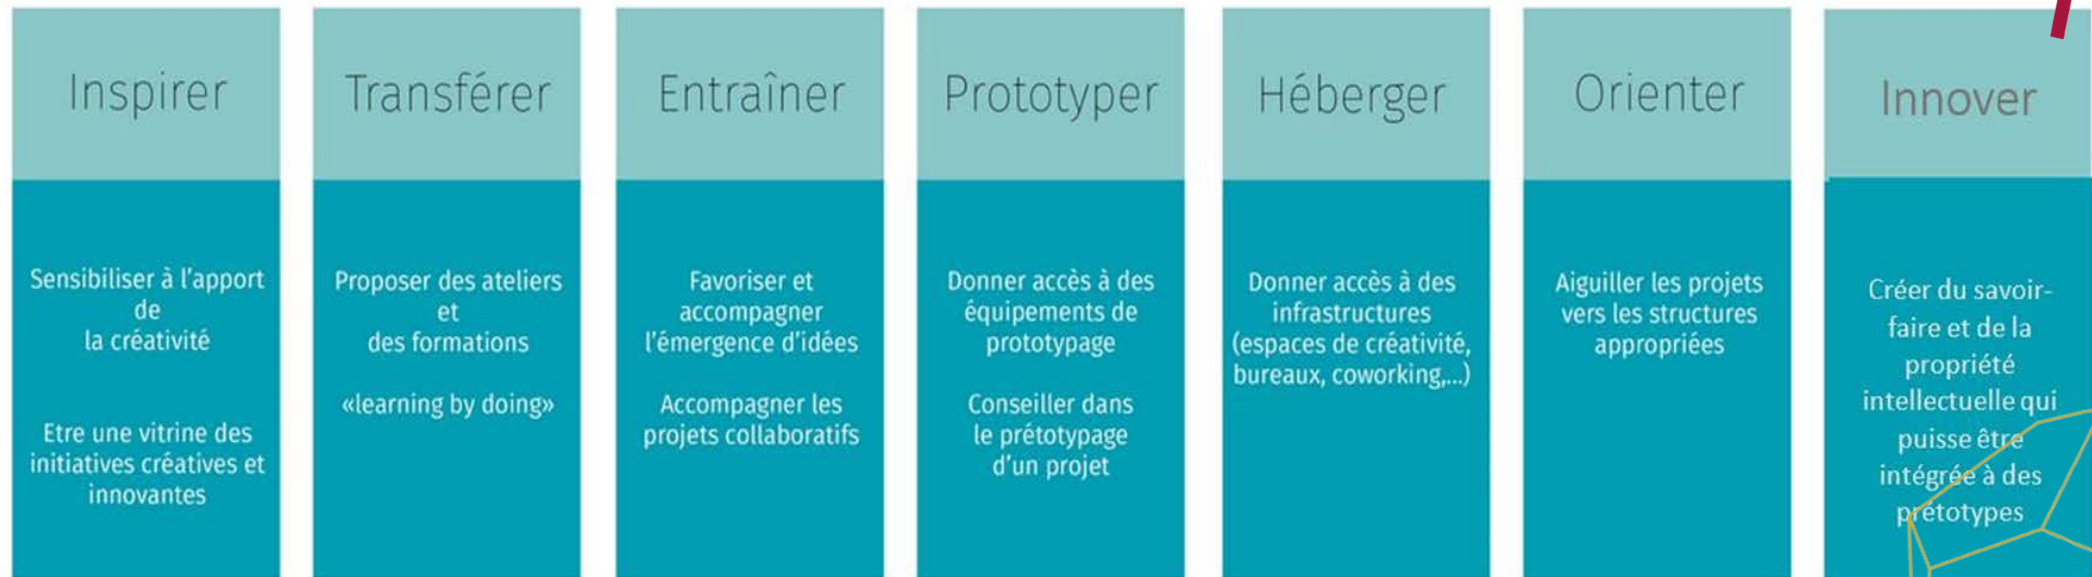 Inspirer
Sensibiliser à l'apport
de
la créativité
Etre une vitrine des
initiatives créatives et
innovantes
Transférer
Proposer des ateliers
et
des formations
«learning by doing»
Entraîner
Favoriser et
accompagner
l'émergence d'idées
Accompagner les
projets collaboratifs
Prototyper
Donner accès à des
équipements de
prototypage
Conseiller dans
le prétotypage
d'un projet
Héberger
Donner accès à des
infrastructures
(espaces de créativité,
bureaux, coworking,...)
Orienter
Aiguiller les projets
vers les structures
appropriées
Innover
Créer du savoir-
faire et de la
propriété
intellectuelle qui
puisse être
intégrée à des
prétotypes